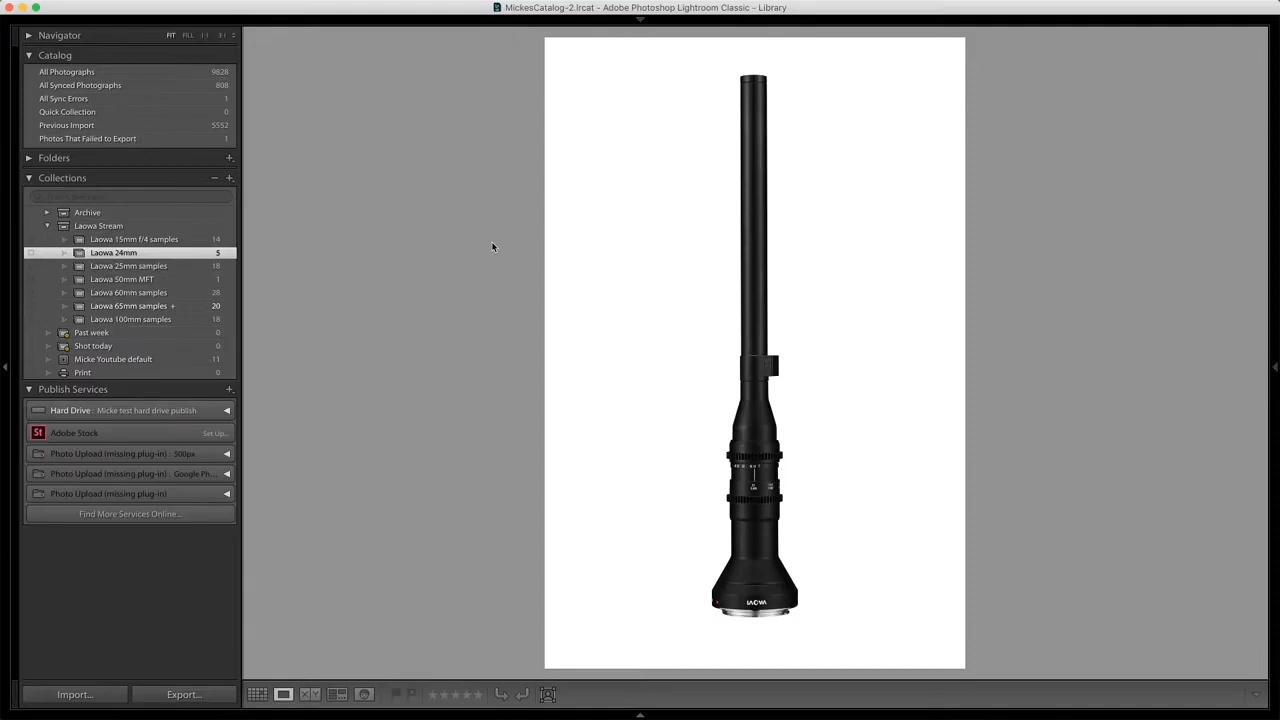 MickesCatalog-2.lrcat - Adobe Photoshop Lightroom Classic - Library
Navigator FIT FILL 1:1 3:1
Catalog
All Photographs 9828
All Synced Photographs 808
All Sync Errors 1
Quick Collection 0
Previous Import 5552
Photos That Failed to Export 1
Folders +
Collections − +
Archive
Laowa Stream
Laowa 15mm f/4 samples 14
Laowa 24mm 5
Laowa 25mm samples 18
Laowa 50mm MFT 1
Laowa 60mm samples 28
Laowa 65mm samples + 20
Laowa 100mm samples 18
Past week 0
Shot today 0
Micke Youtube default 11
Print 0
Publish Services +
Hard Drive : Micke test hard drive publish
St Adobe Stock Set Up...
Photo Upload (missing plug-in) : 500px
Photo Upload (missing plug-in) : Google Ph...
Photo Upload (missing plug-in)
Find More Services Online...
Import... Export...
XY
LAOWA